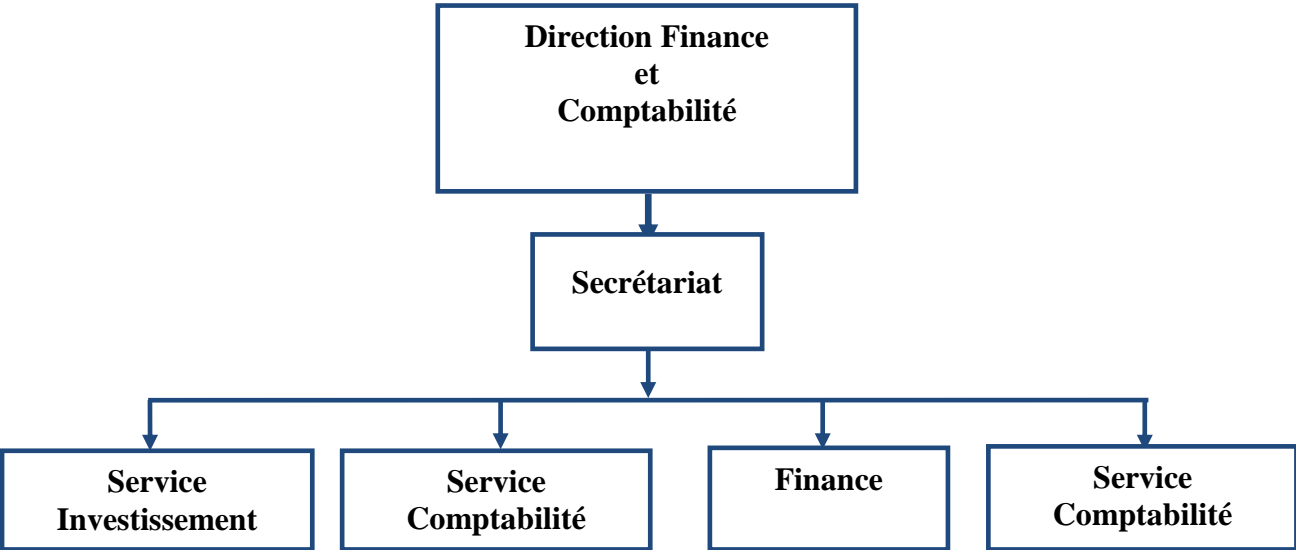 Direction Finance
et
Comptabilité
Secrétariat
Service
Investissement
Service
Comptabilité
Finance
Service
Comptabilité